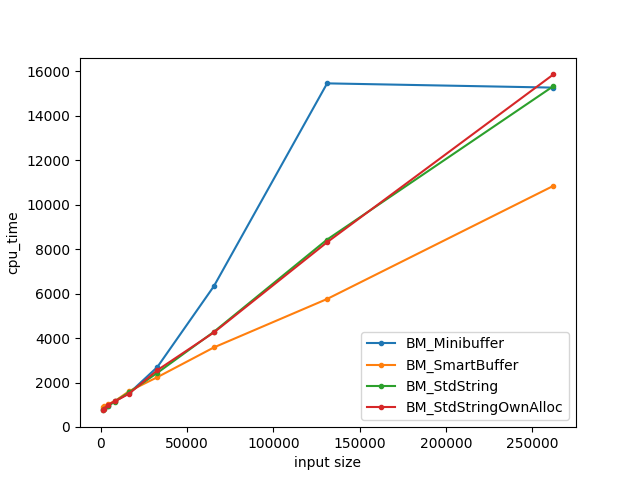 16000
14000
12000
10000
8000
6000
4000
2000
0
cpu_time
0 50000 100000 150000 200000 250000
input size
BM_Minibuffer
BM_SmartBuffer
BM_StdString
BM_StdStringOwnAlloc